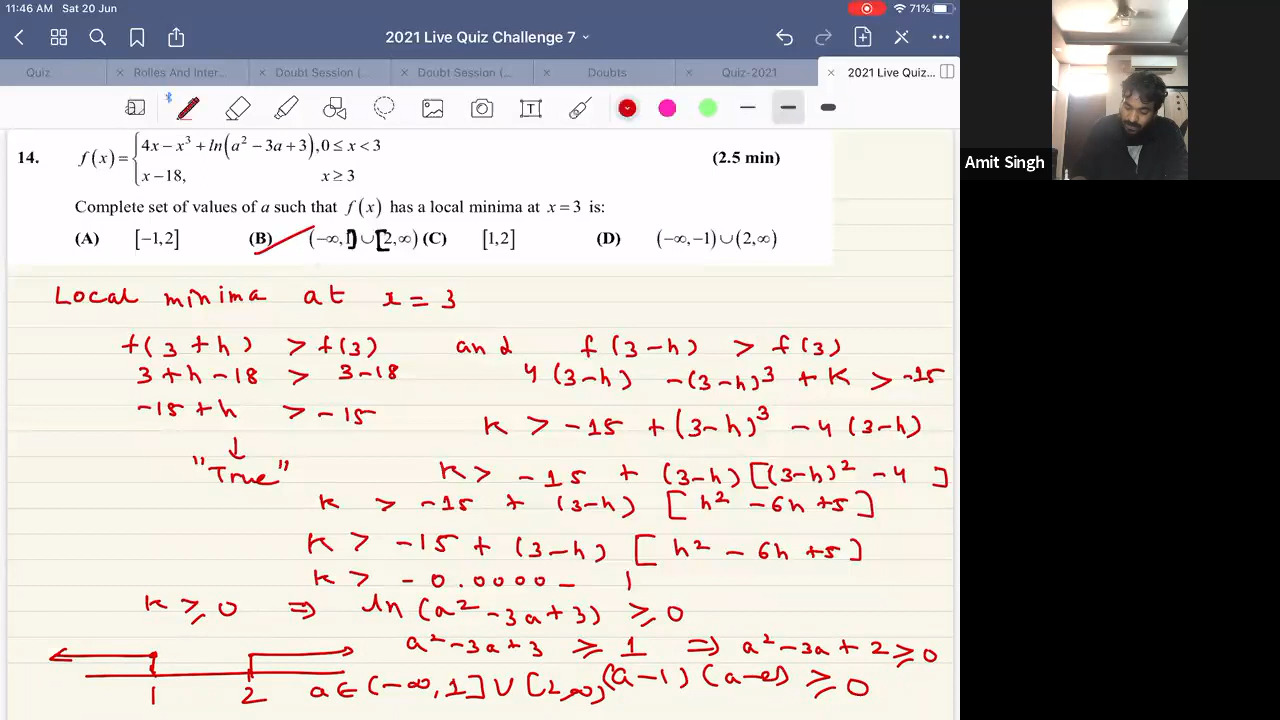 11:46 AM Sat 20 Jun 71%
2021 Live Quiz Challenge 7
Quiz × Rolles And Inter... × Doubt Session (... × Doubt Session (... × Doubts × Quiz-2021 × 2021 Live Quiz...
Amit Singh
14. f(x)={4x−x³+ln(a²−3a+3), 0≤x<3 (2.5 min)
x−18, x≥3
Complete set of values of a such that f(x) has a local minima at x=3 is:
(A) [−1,2] (B) (−∞,1]∪[2,∞) (C) [1,2] (D) (−∞,−1)∪(2,∞)
Local minima at x = 3
f(3+h) > f(3) and f(3−h) > f(3)
3+h−18 > 3−18 4(3−h) −(3−h)³ + K > −15
−15+h > −15 K > −15 +(3−h)³ −4(3−h)
↓
"True" K > −15 + (3−h)[(3−h)² −4]
K > −15 + (3−h) [h² −6h+5]
K > −15 + (3−h) [h² − 6h +5]
K > −0.0000− 1
K ≥ 0 ⇒ ln(a²−3a+3) ≥ 0
a²−3a+3 ≥ 1 ⇒ a²−3a+2 ≥ 0
1 2 a∈(−∞,1]∪[2,∞) (a−1)(a−2) ≥ 0